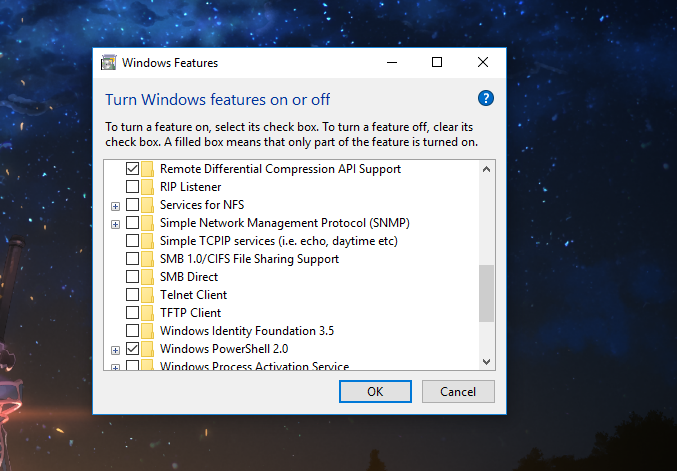 Windows Features
Turn Windows features on or off
?
To turn a feature on, select its check box. To turn a feature off, clear its
check box. A filled box means that only part of the feature is turned on.
Remote Differential Compression API Support
RIP Listener
Services for NFS
Simple Network Management Protocol (SNMP)
Simple TCPIP services (i.e. echo, daytime etc)
SMB 1.0/CIFS File Sharing Support
SMB Direct
Telnet Client
TFTP Client
Windows Identity Foundation 3.5
Windows PowerShell 2.0
Windows Process Activation Service
OK
Cancel